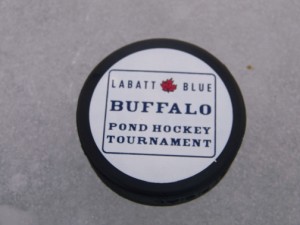 LABATT BLUE
BUFFALO
POND HOCKEY
TOURNAMENT